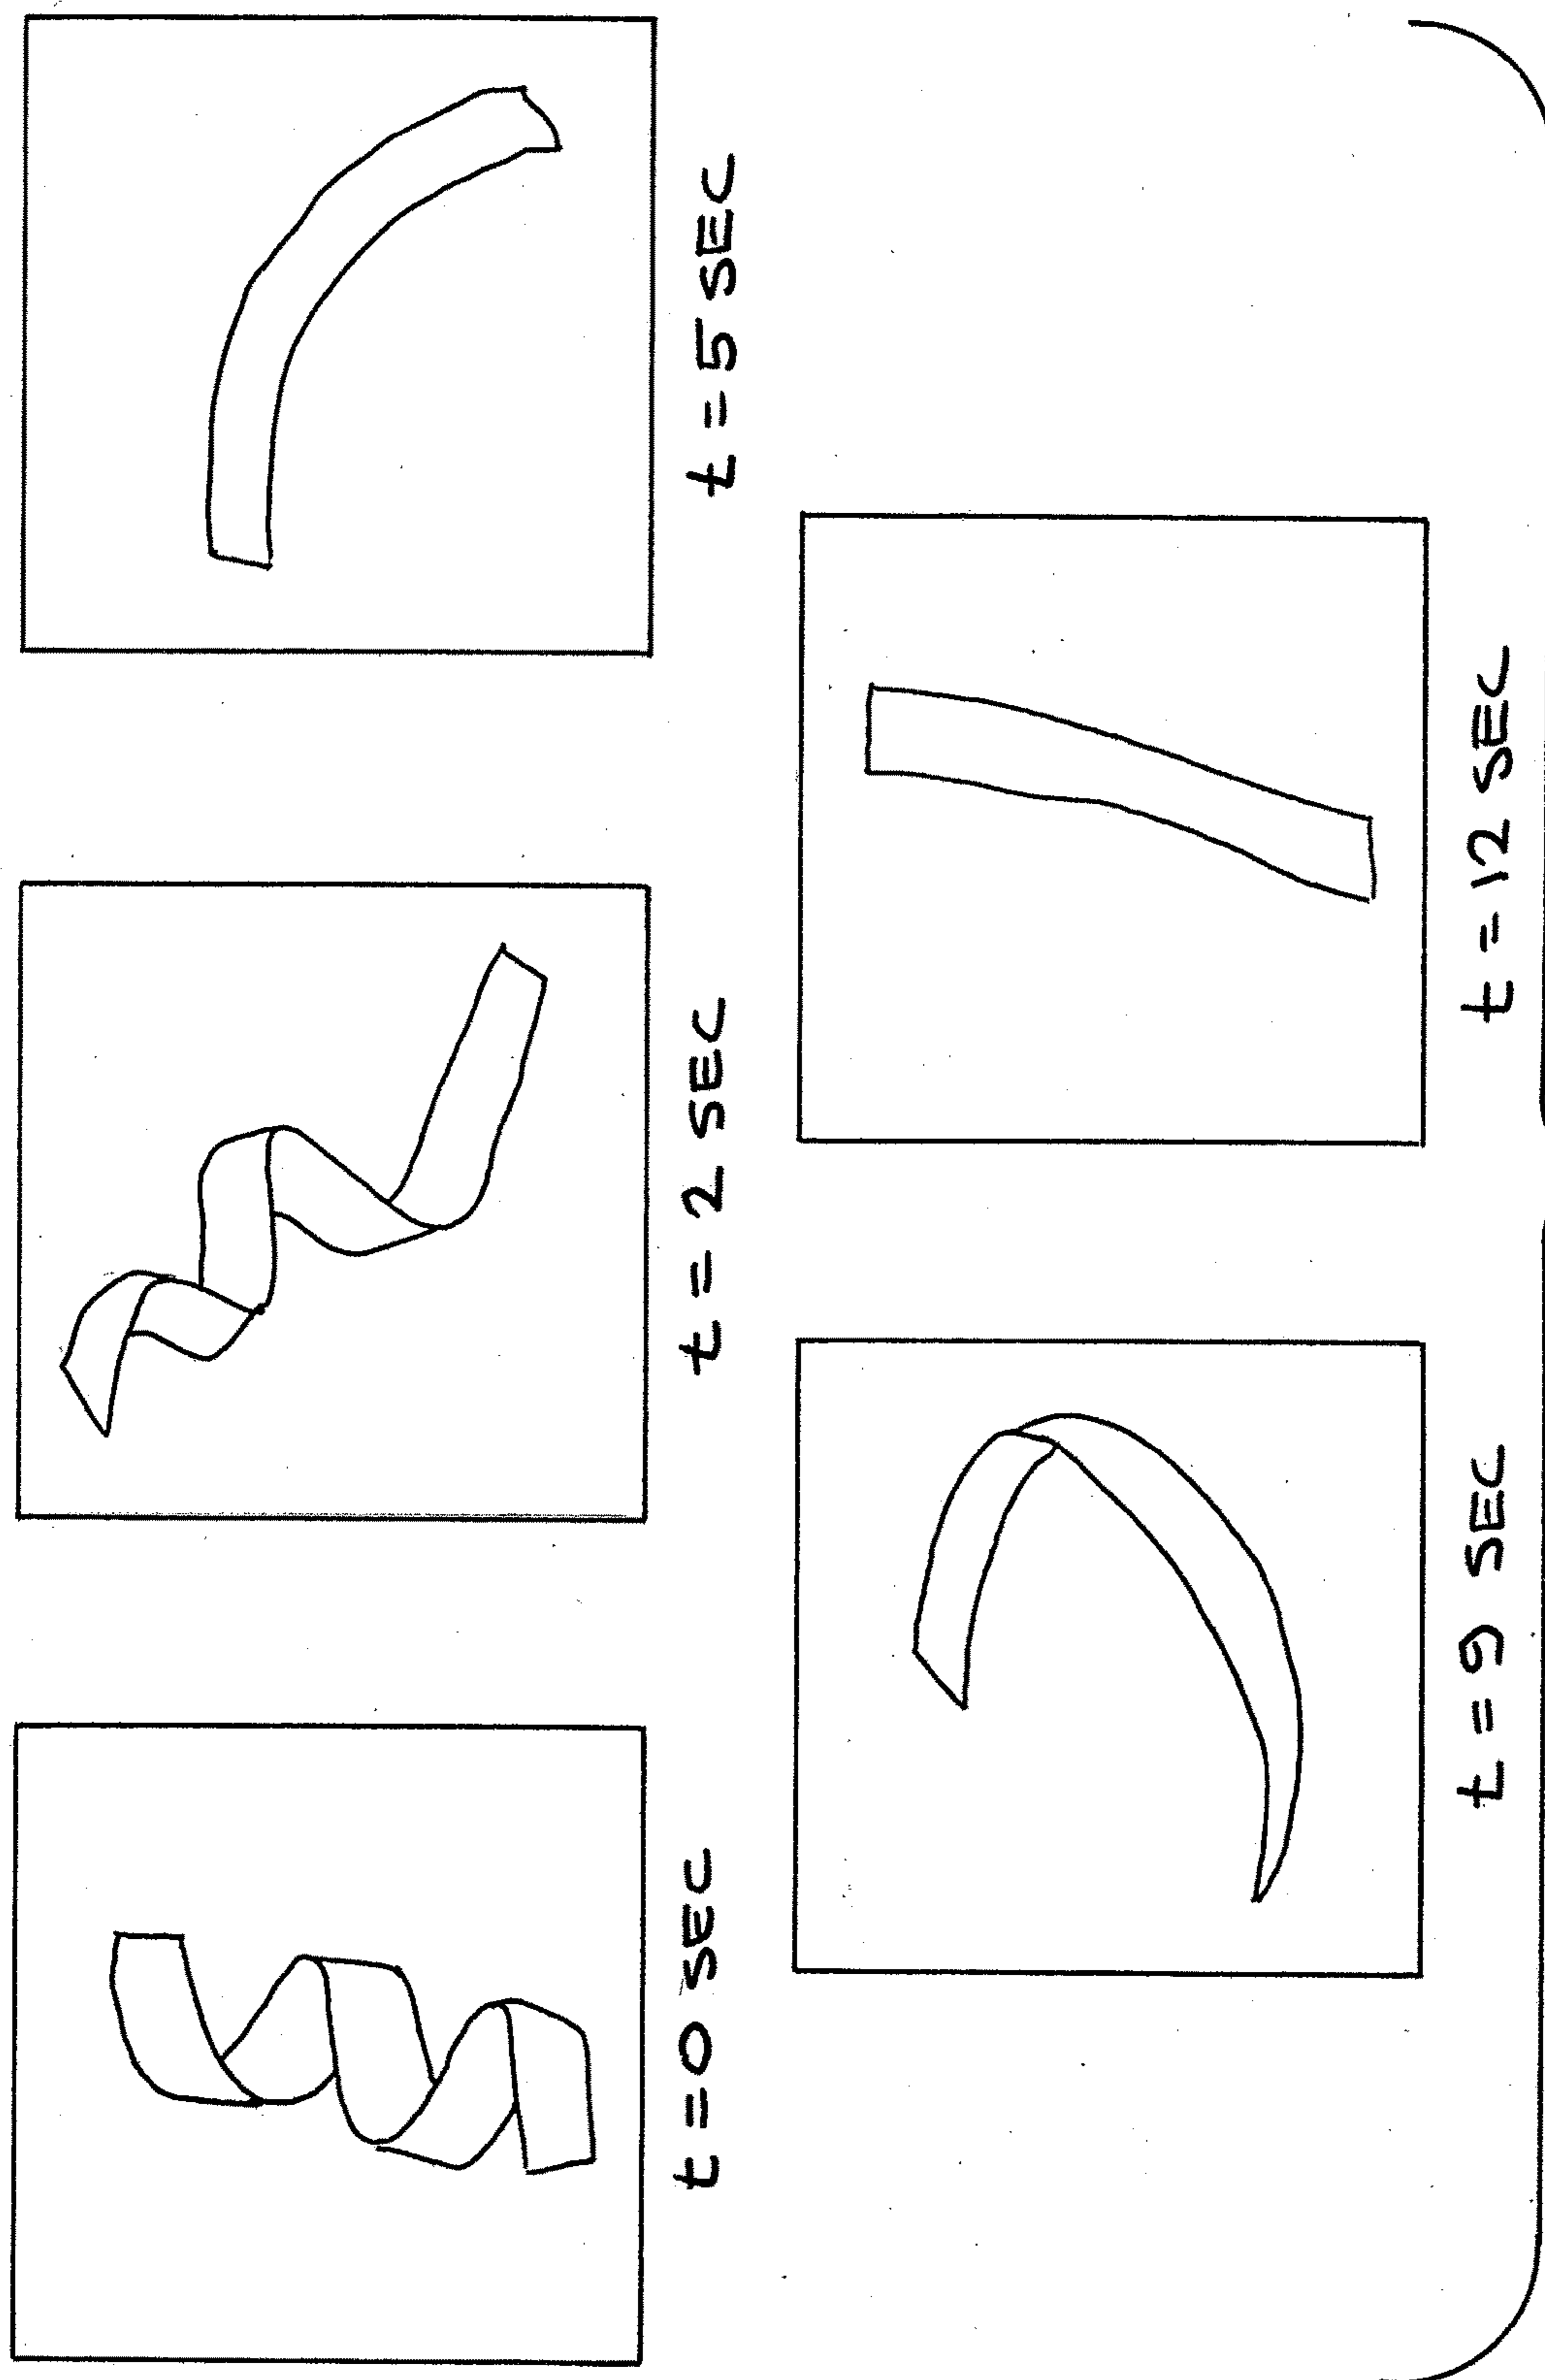 t=0 SEC
t = 2 SEC
t = 5 SEC
t = 9 SEC
t = 12 SEC